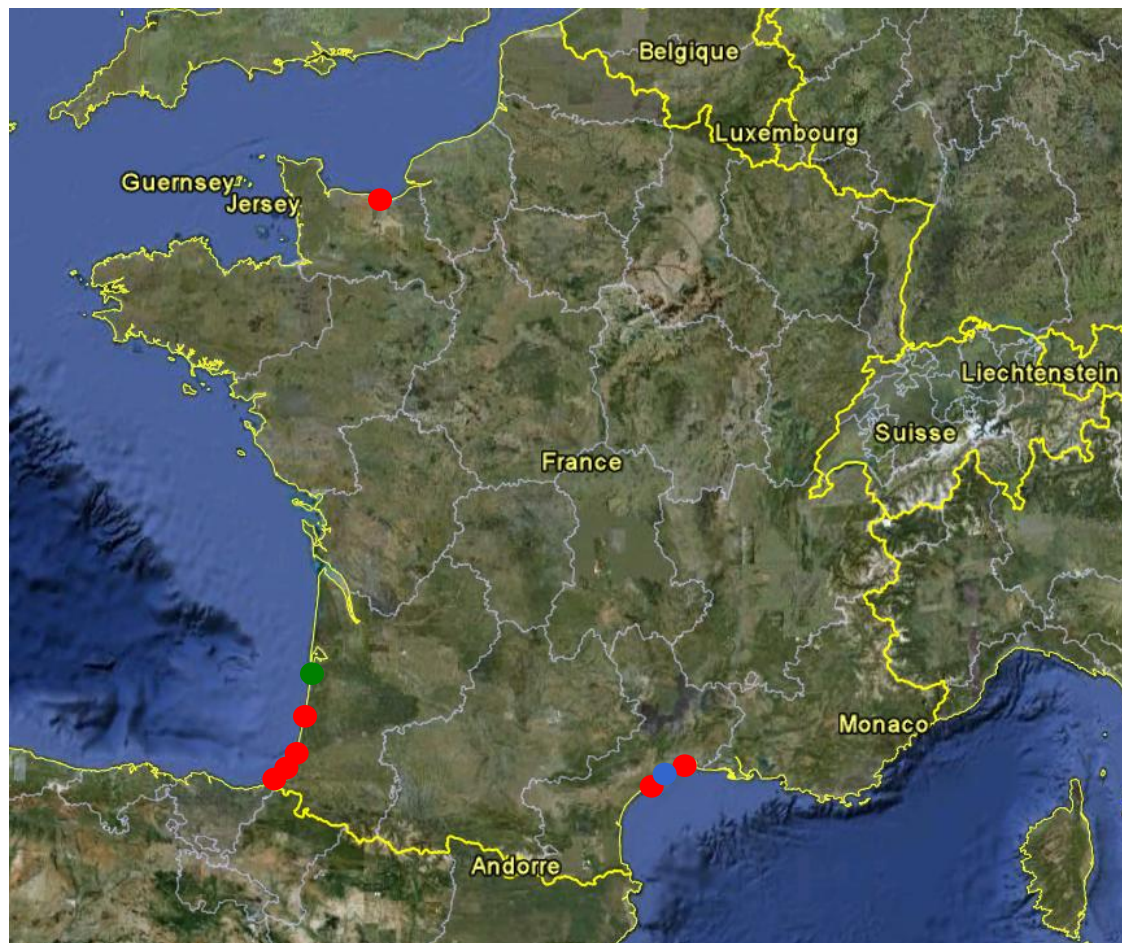 Belgique
Luxembourg
Guernsey
Jersey
Liechtenstein
Suisse
France
Monaco
Andorre